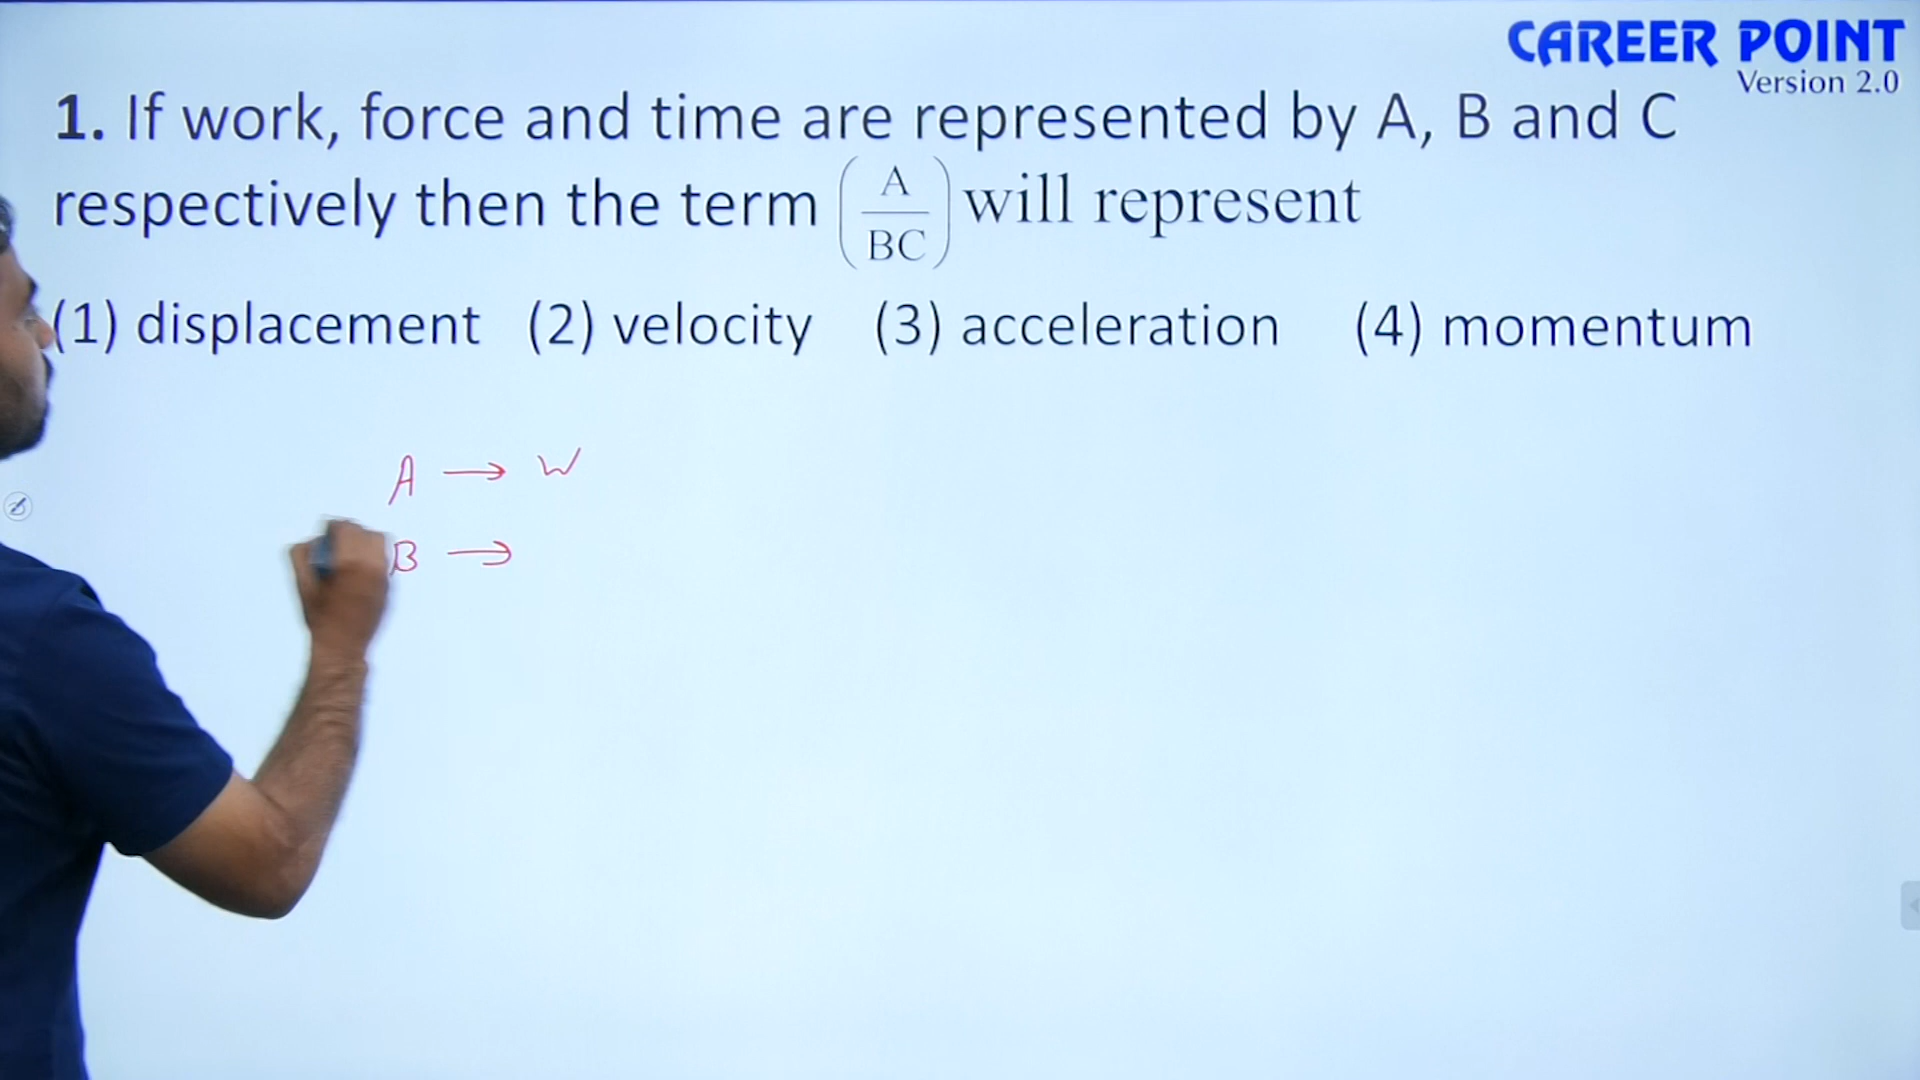 CAREER POINT
Version 2.0
1. If work, force and time are represented by A, B and C
respectively then the term (A/BC) will represent
(1) displacement (2) velocity (3) acceleration (4) momentum
A → W
B →